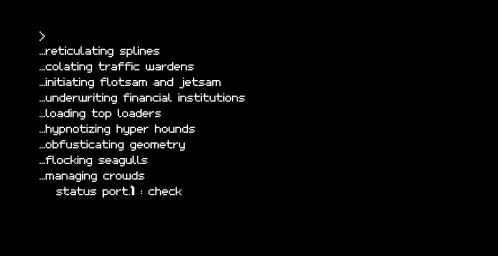 >
…reticulating splines
…colating traffic wardens
…initiating flotsam and jetsam
…underwriting financial institutions
…loading top loaders
…hypnotizing hyper hounds
…obfusticating geometry
…flocking seagulls
…managing crowds
status port.1 : check